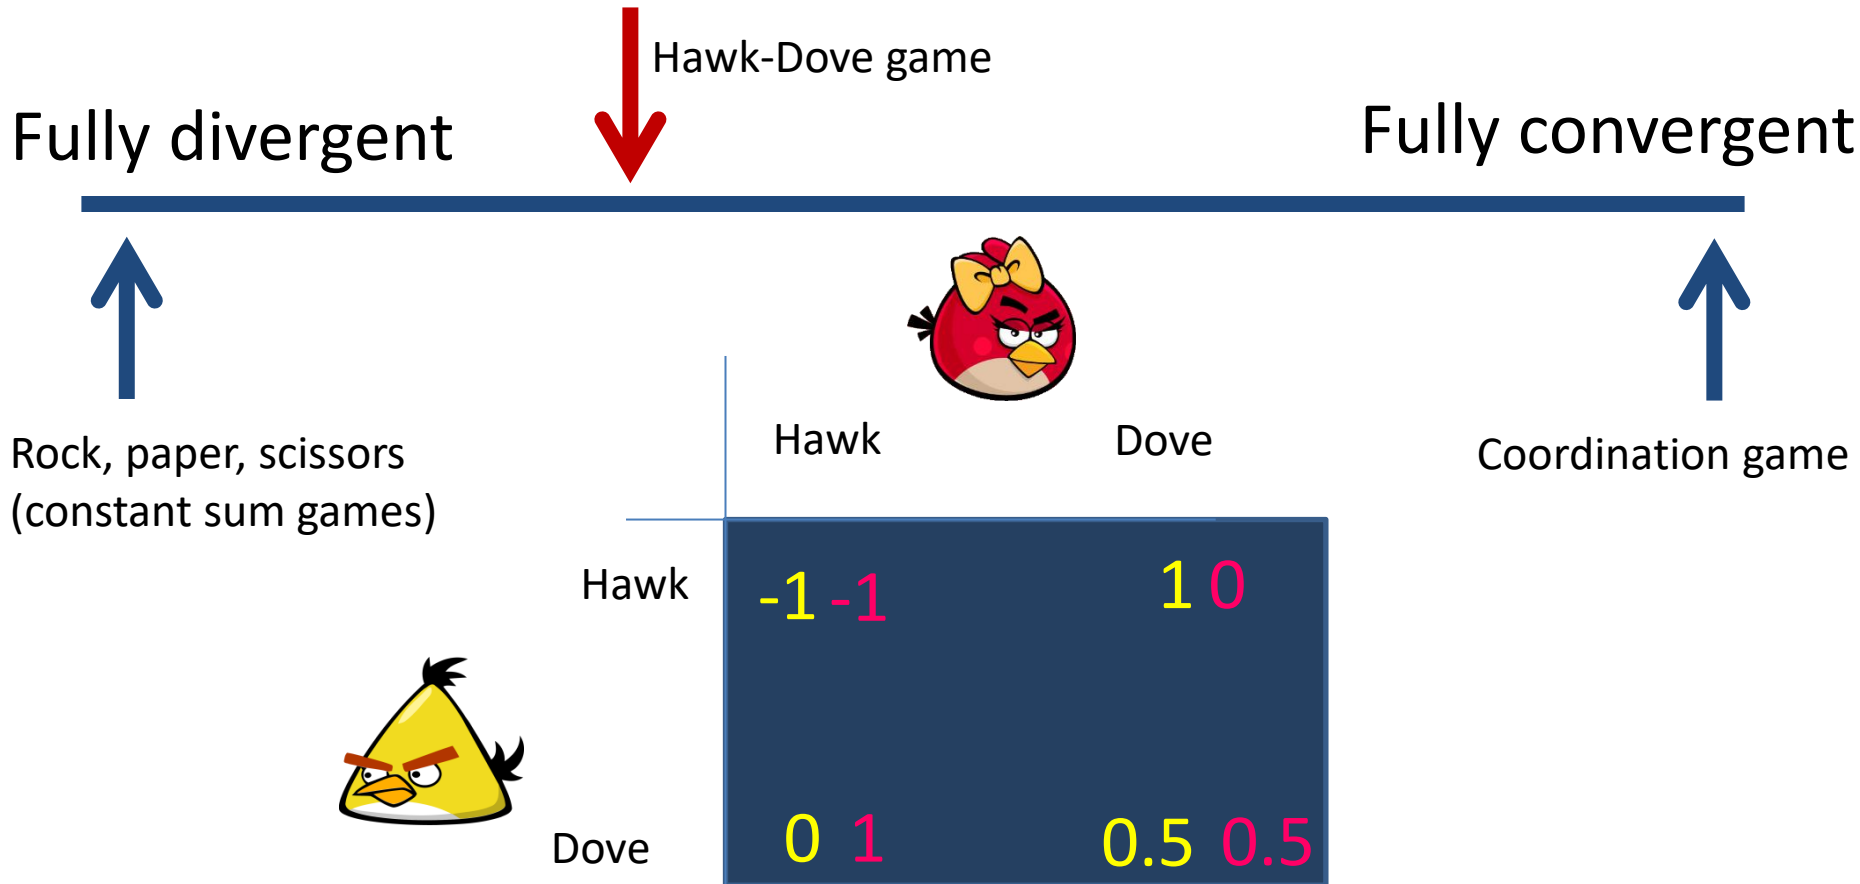 Hawk-Dove game
Fully divergent
Fully convergent
Rock, paper, scissors
(constant sum games)
Hawk
Dove
Coordination game
Hawk
-1 -1
1 0
Dove
0 1
0.5 0.5